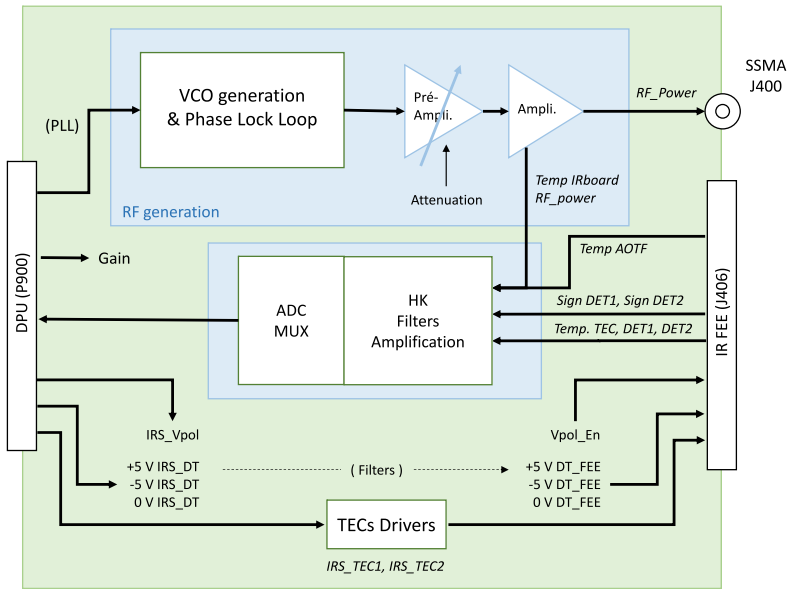 SSMA
J400
VCO generation
& Phase Lock Loop
Pré-
Ampli.
Ampli.
RF_Power
(PLL)
Attenuation
Temp IRboard
RF_power
RF generation
Temp AOTF
DPU (P900)
Gain
ADC
MUX
HK
Filters
Amplification
Sign DET1, Sign DET2
Temp. TEC, DET1, DET2
IR FEE (J406)
IRS_Vpol
Vpol_En
+5 V IRS_DT
-5 V IRS_DT
0 V IRS_DT
( Filters )
+5 V DT_FEE
-5 V DT_FEE
0 V DT_FEE
TECs Drivers
IRS_TEC1, IRS_TEC2